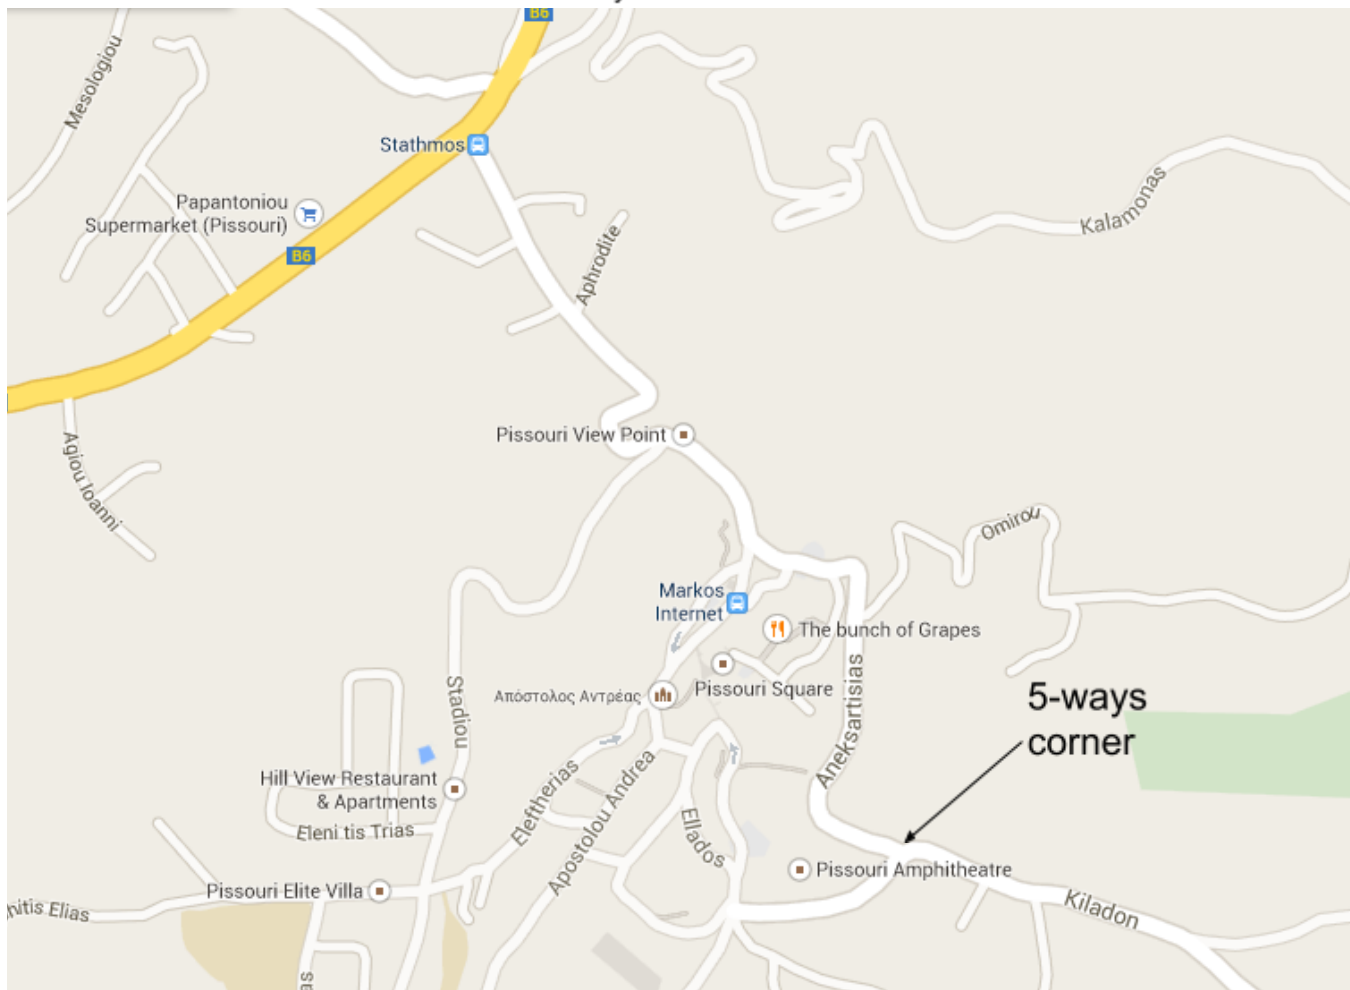 B6
Mesologiou
Stathmos
Papantoniou
Supermarket (Pissouri)
B6
Kalamonas
Aphrodite
Pissouri View Point
Agiou Ioanni
Omirou
Markos
Internet
The bunch of Grapes
Pissouri Square
Απόστολος Αντρέας
Stadiou
Aneksartisias
5-ways
corner
Hill View Restaurant
& Apartments
Eleni tis Trias
Eleftherias
Apostolou Andrea
Ellados
Pissouri Amphitheatre
Pissouri Elite Villa
hitis Elias
Kiladon